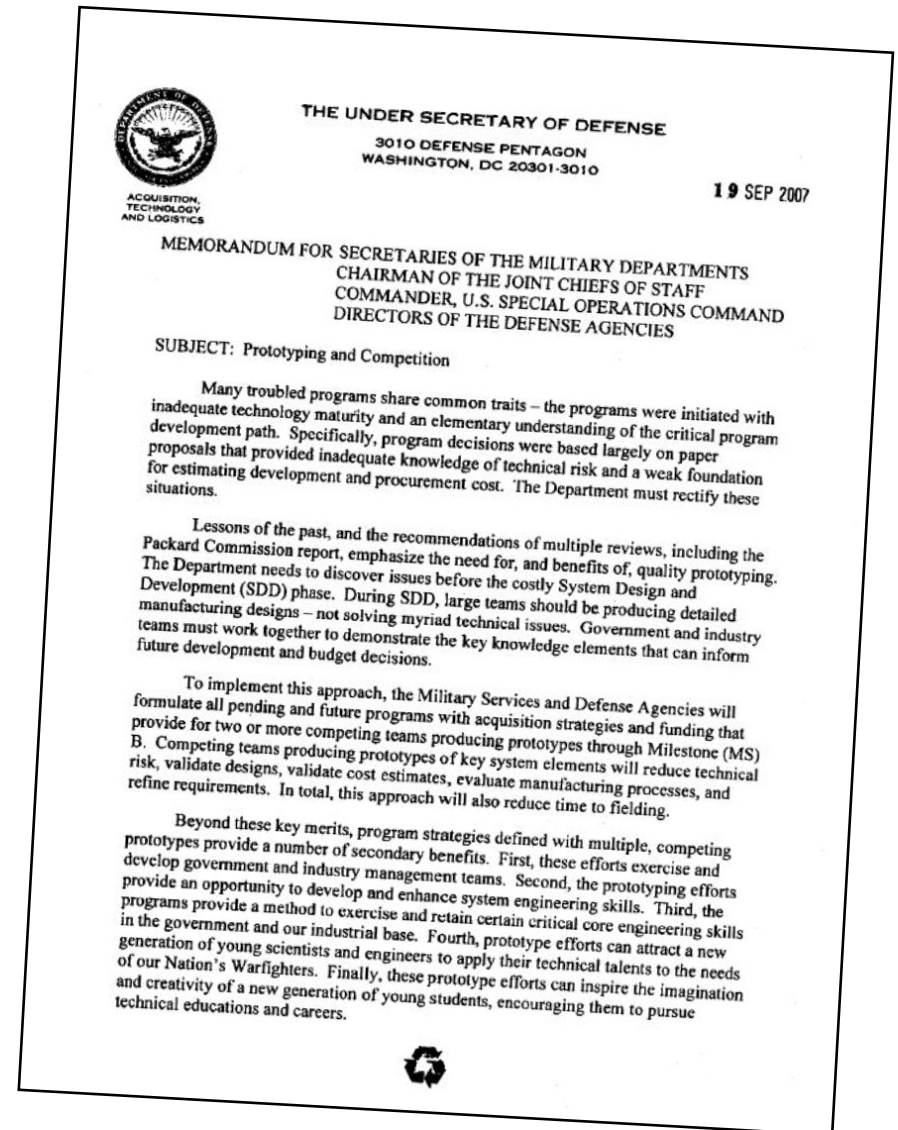 THE UNDER SECRETARY OF DEFENSE
3010 DEFENSE PENTAGON
WASHINGTON, DC 20301-3010
DEPARTMENT OF DEFENSE
ACQUISITION,
TECHNOLOGY
AND LOGISTICS
19 SEP 2007
MEMORANDUM FOR SECRETARIES OF THE MILITARY DEPARTMENTS
CHAIRMAN OF THE JOINT CHIEFS OF STAFF
COMMANDER, U.S. SPECIAL OPERATIONS COMMAND
DIRECTORS OF THE DEFENSE AGENCIES
SUBJECT: Prototyping and Competition
Many troubled programs share common traits – the programs were initiated with
inadequate technology maturity and an elementary understanding of the critical program
development path. Specifically, program decisions were based largely on paper
proposals that provided inadequate knowledge of technical risk and a weak foundation
for estimating development and procurement cost. The Department must rectify these
situations.
Lessons of the past, and the recommendations of multiple reviews, including the
Packard Commission report, emphasize the need for, and benefits of, quality prototyping.
The Department needs to discover issues before the costly System Design and
Development (SDD) phase. During SDD, large teams should be producing detailed
manufacturing designs – not solving myriad technical issues. Government and industry
teams must work together to demonstrate the key knowledge elements that can inform
future development and budget decisions.
To implement this approach, the Military Services and Defense Agencies will
formulate all pending and future programs with acquisition strategies and funding that
provide for two or more competing teams producing prototypes through Milestone (MS)
B. Competing teams producing prototypes of key system elements will reduce technical
risk, validate designs, validate cost estimates, evaluate manufacturing processes, and
refine requirements. In total, this approach will also reduce time to fielding.
Beyond these key merits, program strategies defined with multiple, competing
prototypes provide a number of secondary benefits. First, these efforts exercise and
develop government and industry management teams. Second, the prototyping efforts
provide an opportunity to develop and enhance system engineering skills. Third, the
programs provide a method to exercise and retain certain critical core engineering skills
in the government and our industrial base. Fourth, prototype efforts can attract a new
generation of young scientists and engineers to apply their technical talents to the needs
of our Nation's Warfighters. Finally, these prototype efforts can inspire the imagination
and creativity of a new generation of young students, encouraging them to pursue
technical educations and careers.